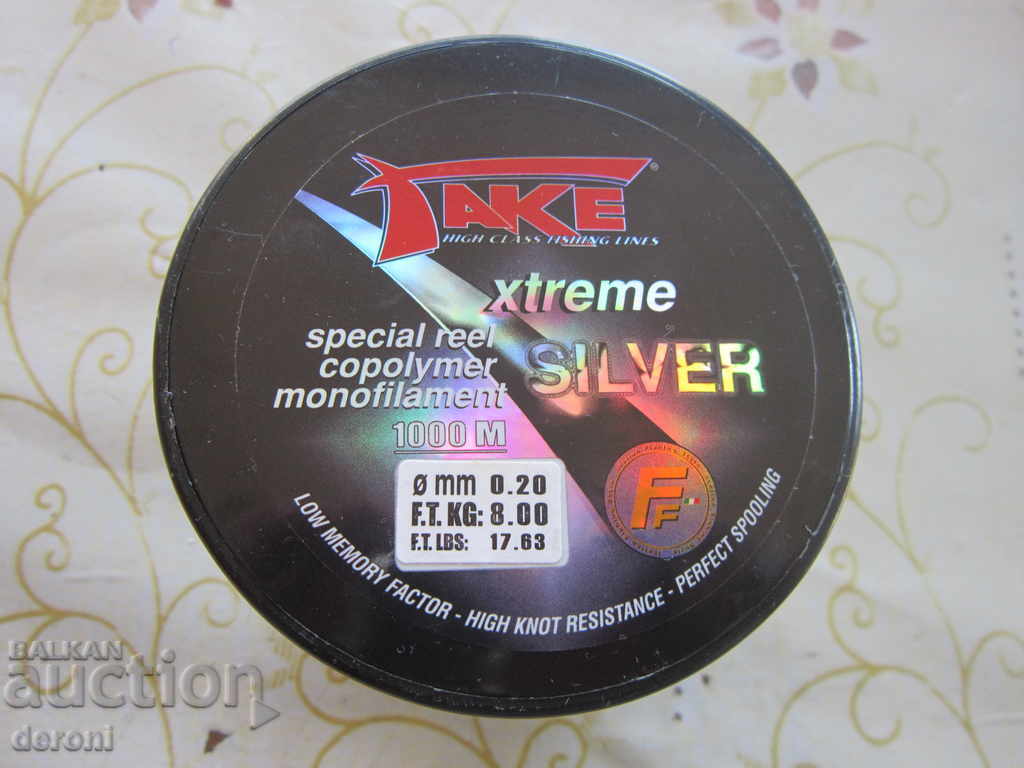 TAKE ®
HIGH CLASS FISHING LINES
xtreme
SILVER
special reel
copolymer
monofilament
1000 M
ø mm 0.20
F.T. KG: 8.00
F.T. LBS: 17.63
FF
LOW MEMORY FACTOR - HIGH KNOT RESISTANCE - PERFECT SPOOLING
BALKAN
auction
deroni